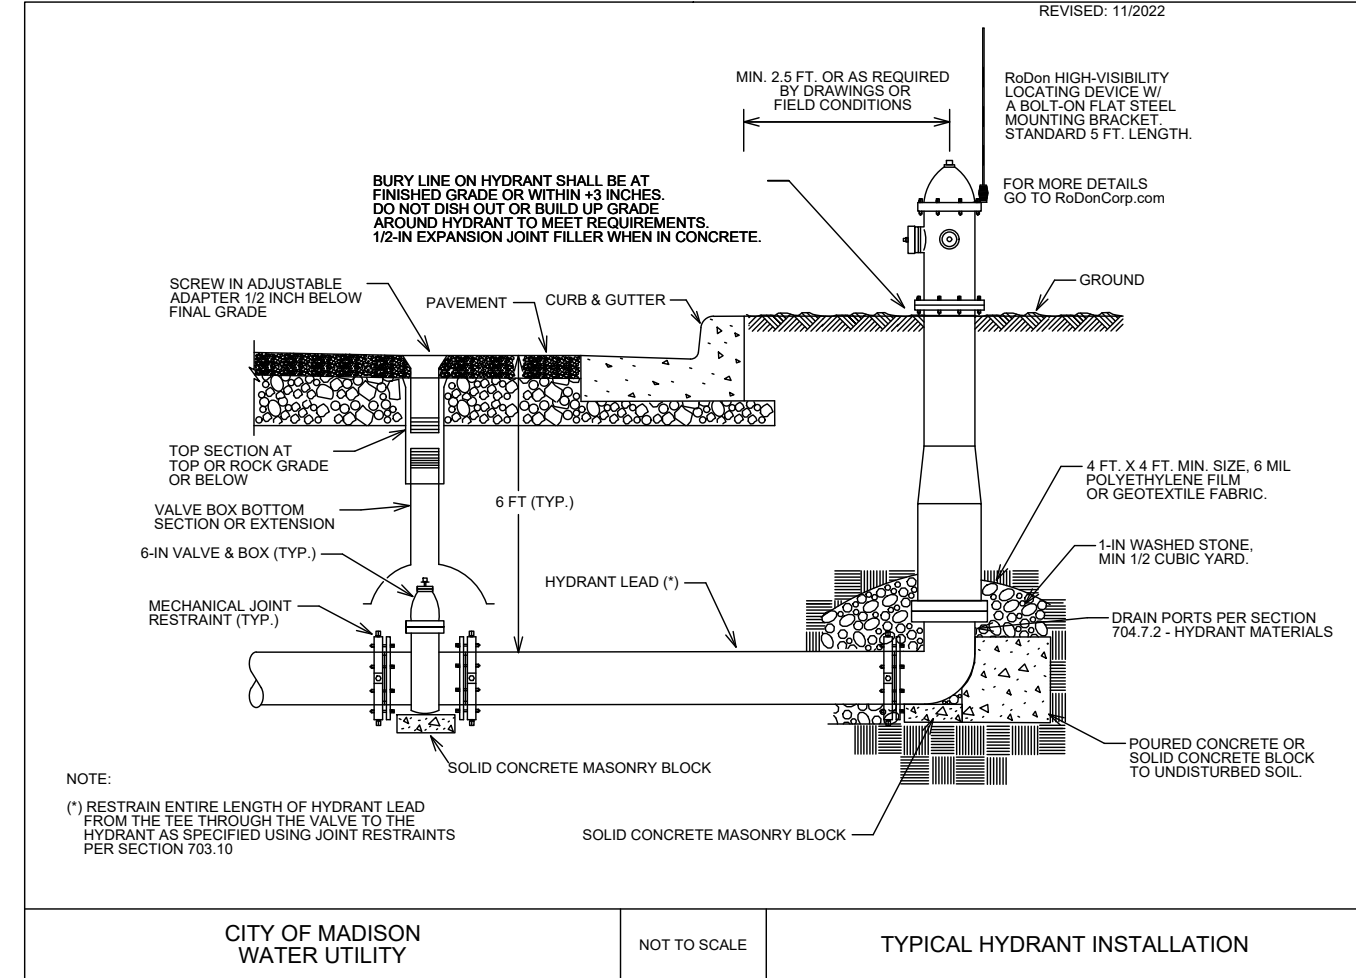 REVISED: 11/2022
MIN. 2.5 FT. OR AS REQUIRED
BY DRAWINGS OR
FIELD CONDITIONS
RoDon HIGH-VISIBILITY
LOCATING DEVICE W/
A BOLT-ON FLAT STEEL
MOUNTING BRACKET.
STANDARD 5 FT. LENGTH.
FOR MORE DETAILS
GO TO RoDonCorp.com
BURY LINE ON HYDRANT SHALL BE AT
FINISHED GRADE OR WITHIN +3 INCHES.
DO NOT DISH OUT OR BUILD UP GRADE
AROUND HYDRANT TO MEET REQUIREMENTS.
1/2-IN EXPANSION JOINT FILLER WHEN IN CONCRETE.
SCREW IN ADJUSTABLE
ADAPTER 1/2 INCH BELOW
FINAL GRADE
PAVEMENT
CURB & GUTTER
GROUND
TOP SECTION AT
TOP OR ROCK GRADE
OR BELOW
VALVE BOX BOTTOM
SECTION OR EXTENSION
6 FT (TYP.)
4 FT. X 4 FT. MIN. SIZE, 6 MIL
POLYETHYLENE FILM
OR GEOTEXTILE FABRIC.
6-IN VALVE & BOX (TYP.)
1-IN WASHED STONE,
MIN 1/2 CUBIC YARD.
HYDRANT LEAD (*)
MECHANICAL JOINT
RESTRAINT (TYP.)
DRAIN PORTS PER SECTION
704.7.2 - HYDRANT MATERIALS
POURED CONCRETE OR
SOLID CONCRETE BLOCK
TO UNDISTURBED SOIL.
SOLID CONCRETE MASONRY BLOCK
SOLID CONCRETE MASONRY BLOCK
NOTE:
(*) RESTRAIN ENTIRE LENGTH OF HYDRANT LEAD
FROM THE TEE THROUGH THE VALVE TO THE
HYDRANT AS SPECIFIED USING JOINT RESTRAINTS
PER SECTION 703.10
CITY OF MADISON
WATER UTILITY
NOT TO SCALE
TYPICAL HYDRANT INSTALLATION